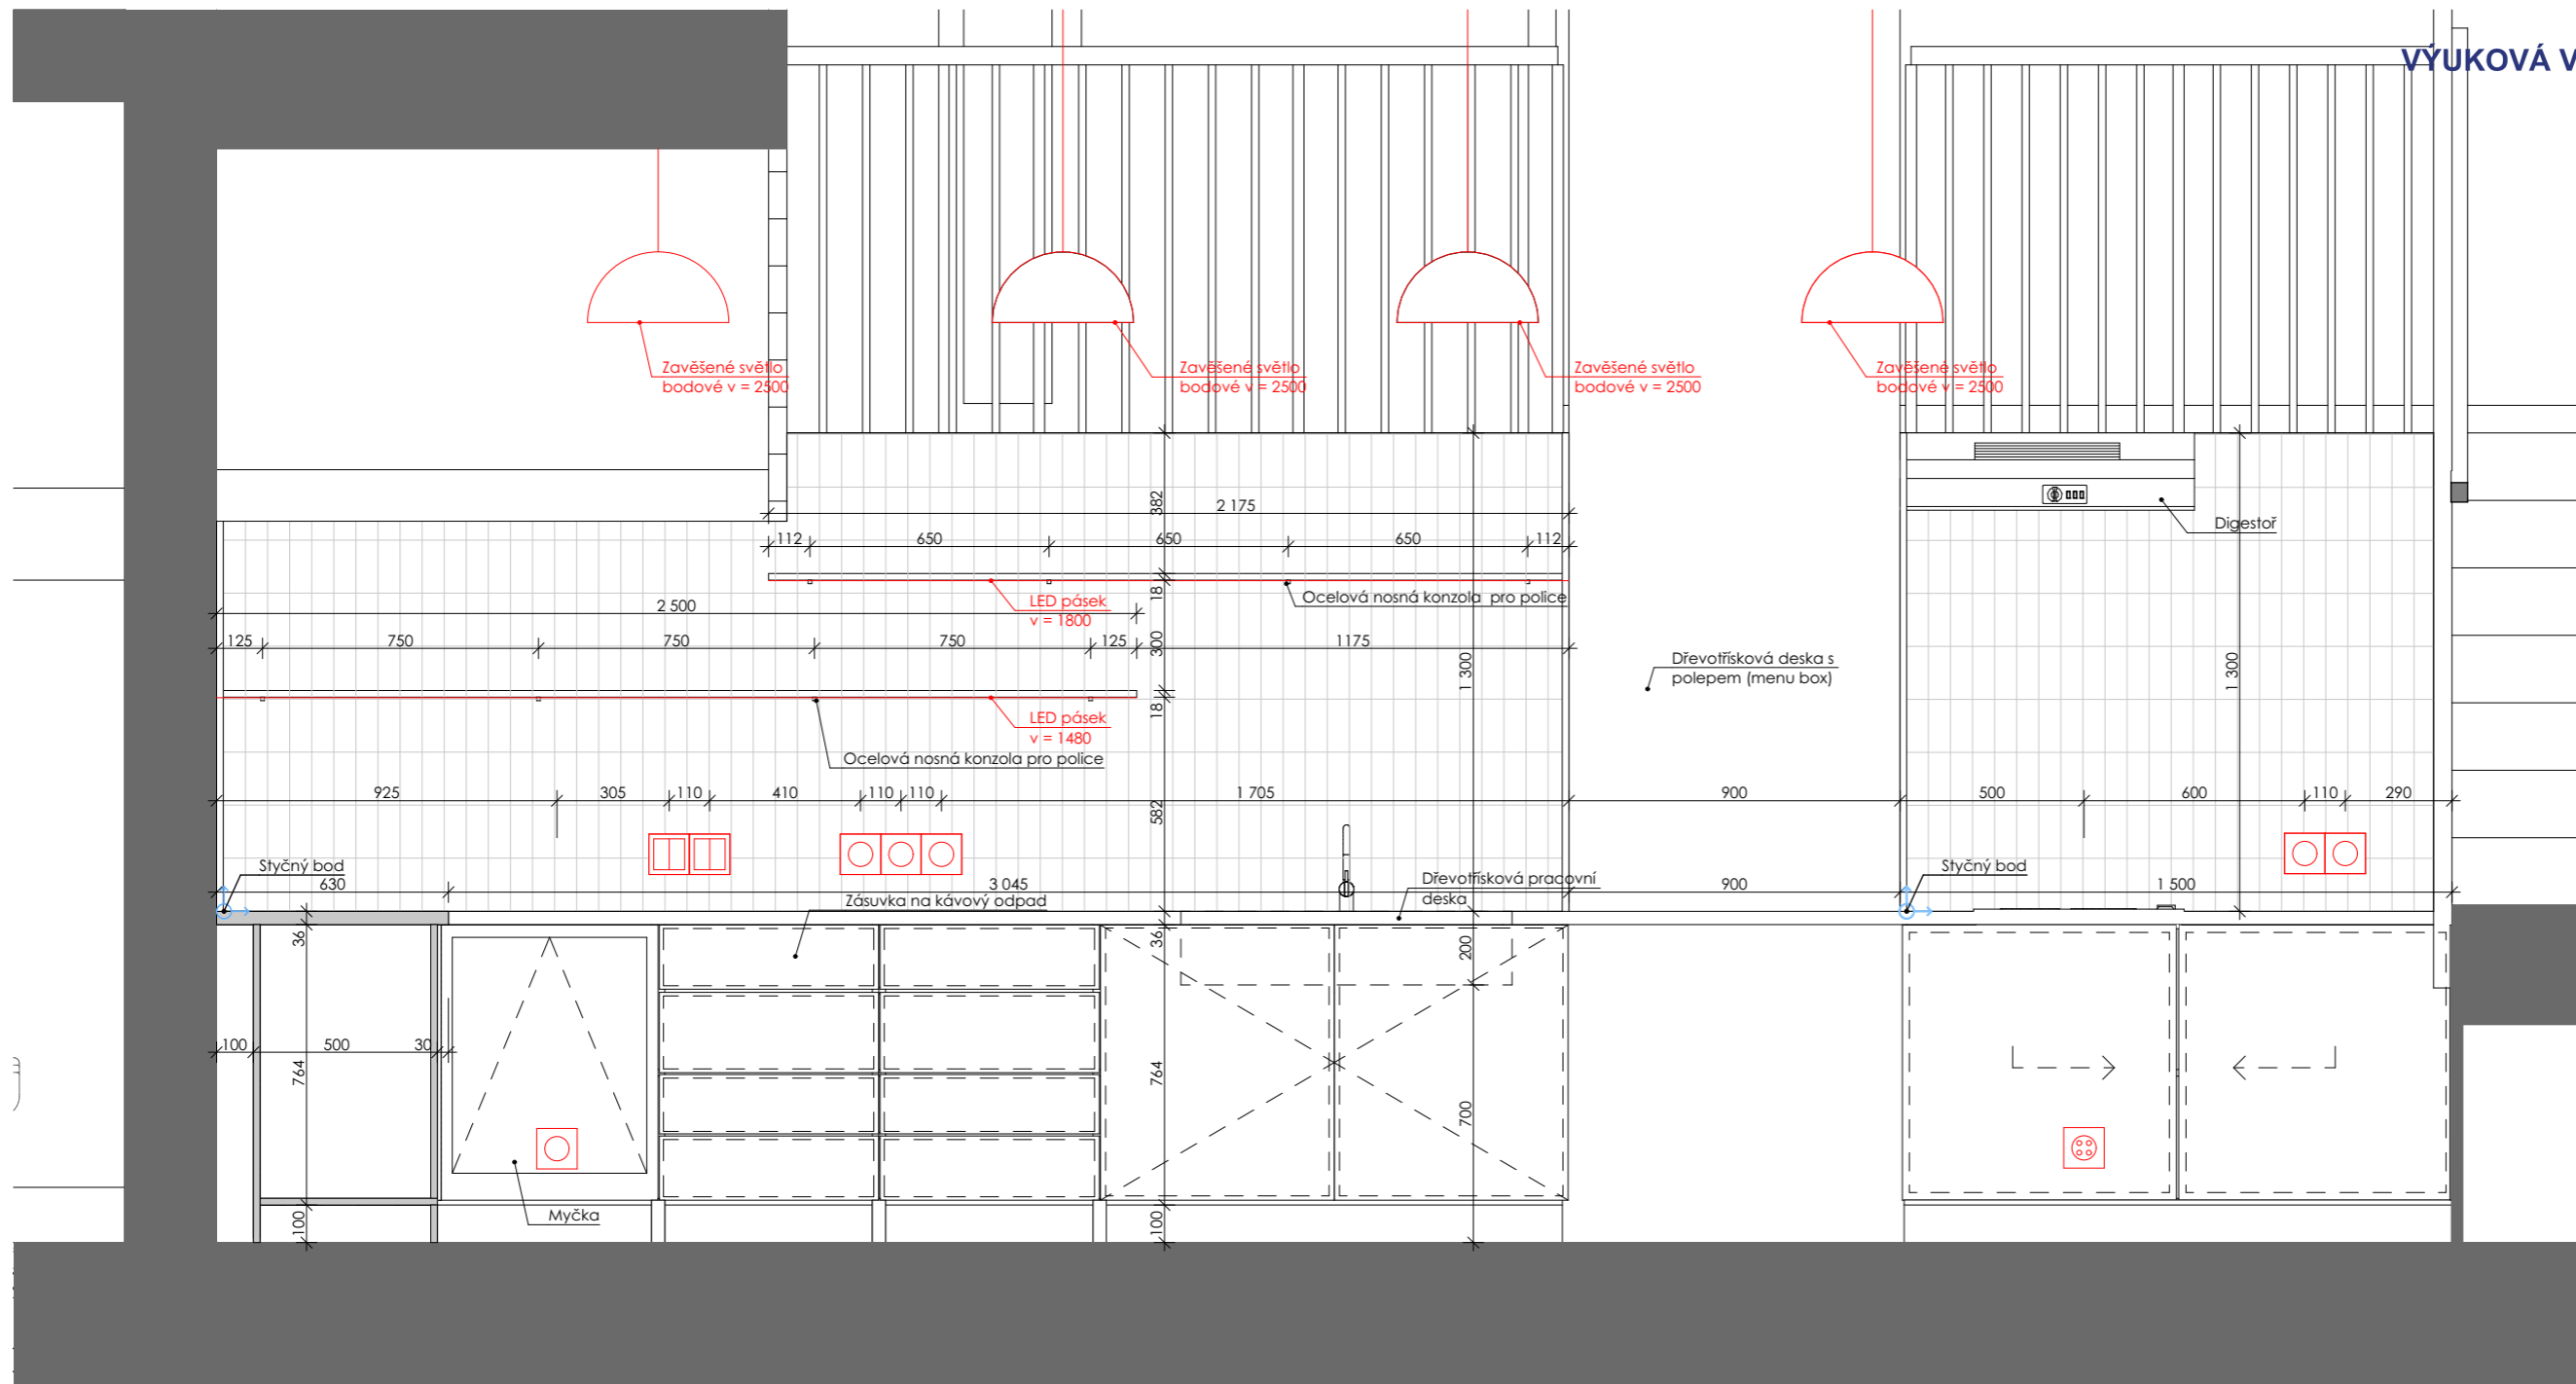 VÝUKOVÁ V
Zavěšené světlo
bodové v = 2500
Zavěšené světlo
bodové v = 2500
Zavěšené světlo
bodové v = 2500
Zavěšené světlo
bodové v = 2500
382
2 175
Digestoř
112
650
650
650
112
18
LED pásek
v = 1800
Ocelová nosná konzola pro police
2 500
125
750
750
750
125
300
1175
1 300
Dřevotřísková deska s
polepem (menu box)
1 300
18
LED pásek
v = 1480
Ocelová nosná konzola pro police
925
305
110
410
110
110
1 705
900
500
600
110
290
582
Styčný bod
630
3 045
Zásuvka na kávový odpad
Dřevotřísková pracovní
deska
900
Styčný bod
1 500
36
36
200
100
500
30
764
764
700
Myčka
100
100